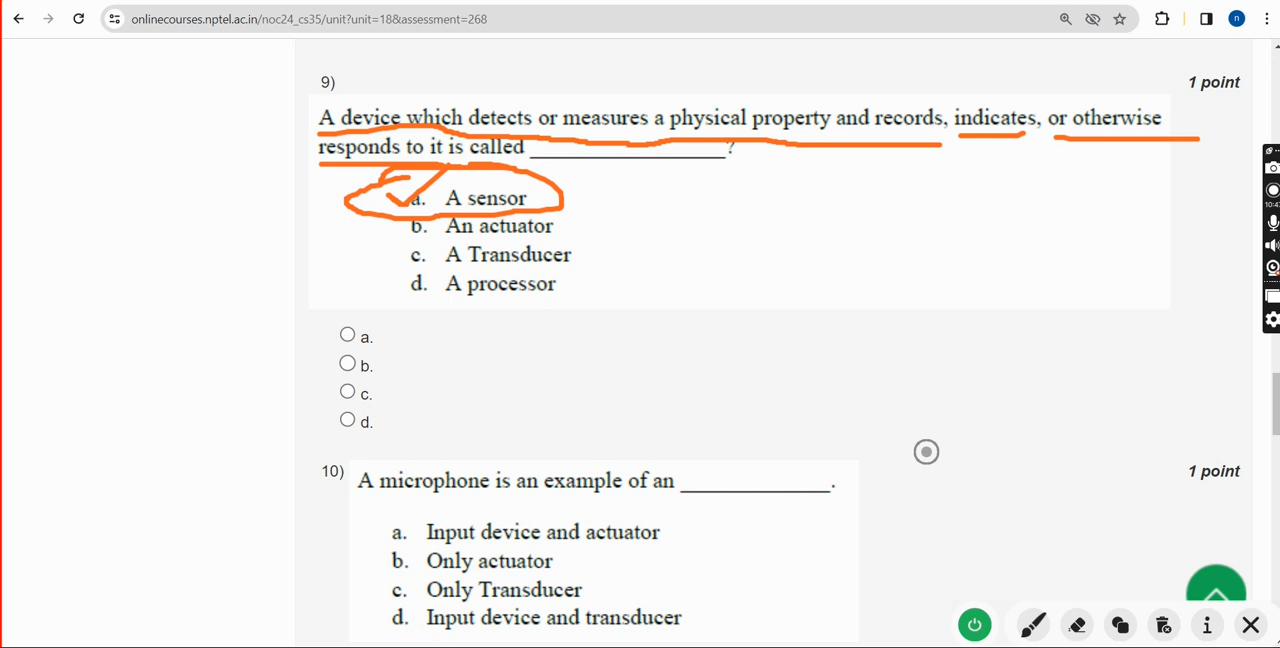 onlinecourses.nptel.ac.in/noc24_cs35/unit?unit=18&assessment=268
n
9)
1 point
A device which detects or measures a physical property and records, indicates, or otherwise
responds to it is called ________________?
a. A sensor
b. An actuator
c. A Transducer
d. A processor
a.
b.
c.
d.
10)
1 point
A microphone is an example of an ____________.
a. Input device and actuator
b. Only actuator
c. Only Transducer
d. Input device and transducer